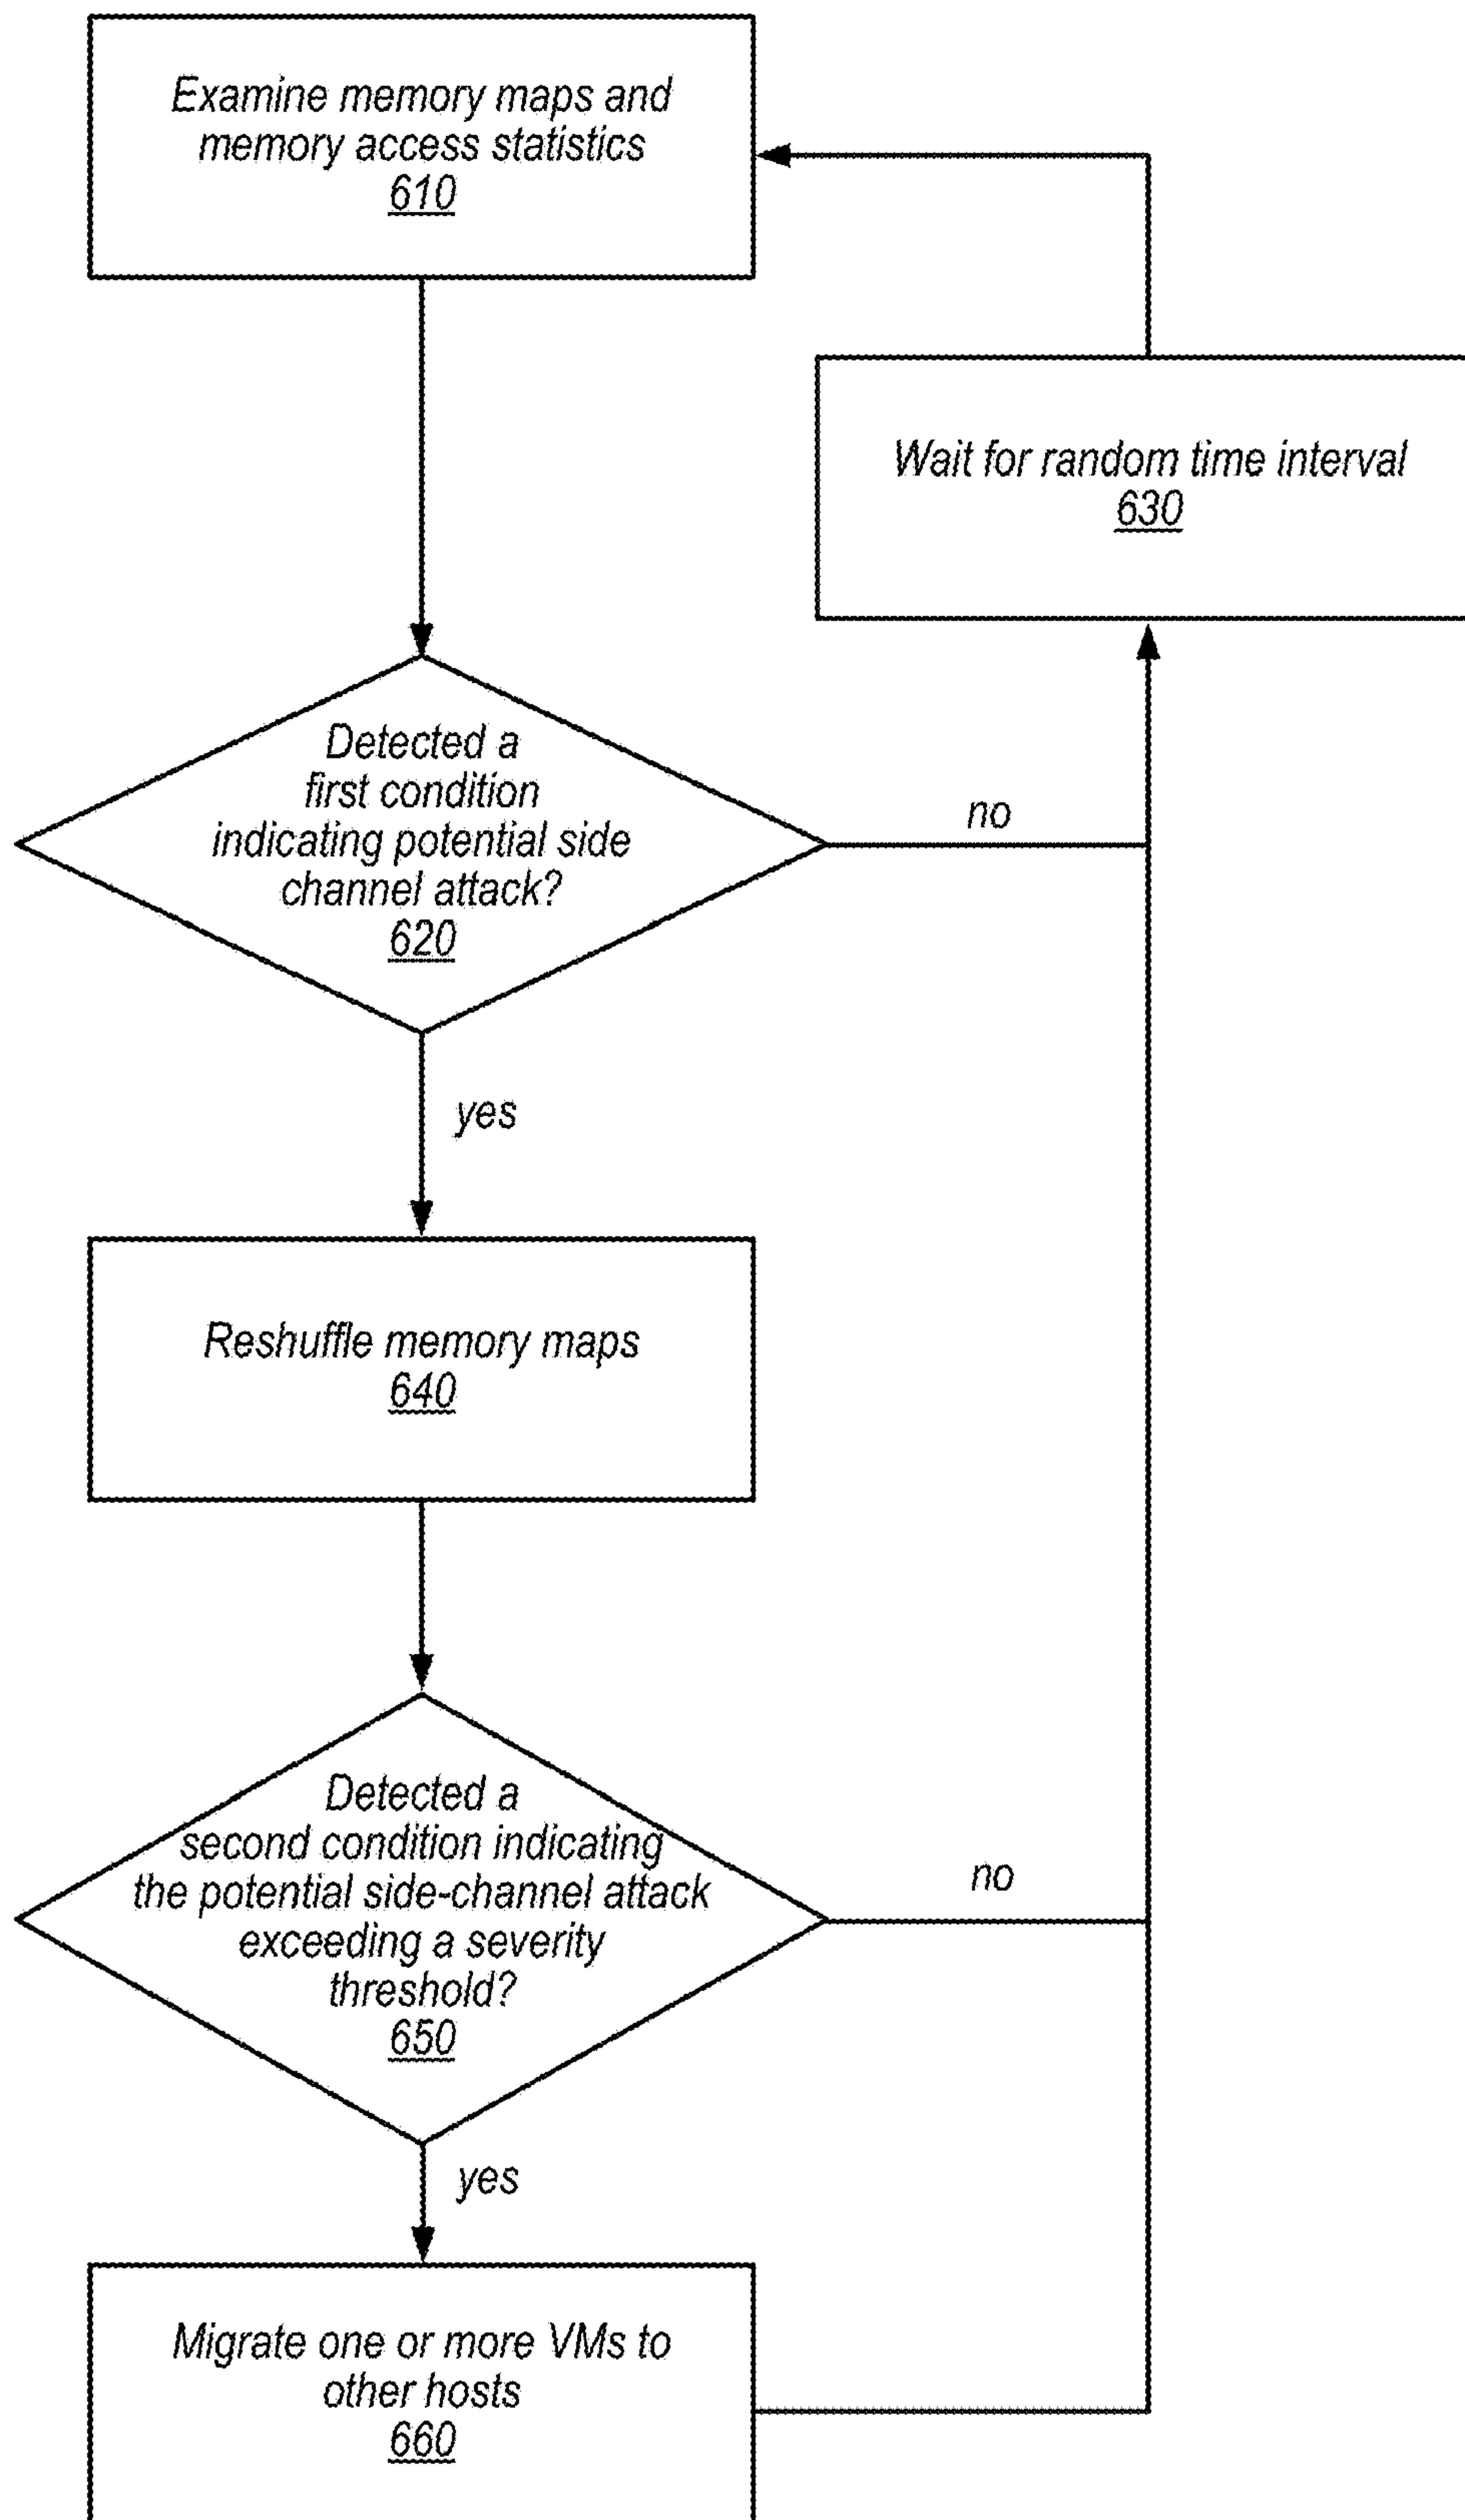 Examine memory maps and
memory access statistics
610
Wait for random time interval
630
Detected a
first condition
indicating potential side
channel attack?
620
no
yes
Reshuffle memory maps
640
Detected a
second condition indicating
the potential side-channel attack
exceeding a severity
threshold?
650
no
yes
Migrate one or more VMs to
other hosts
660